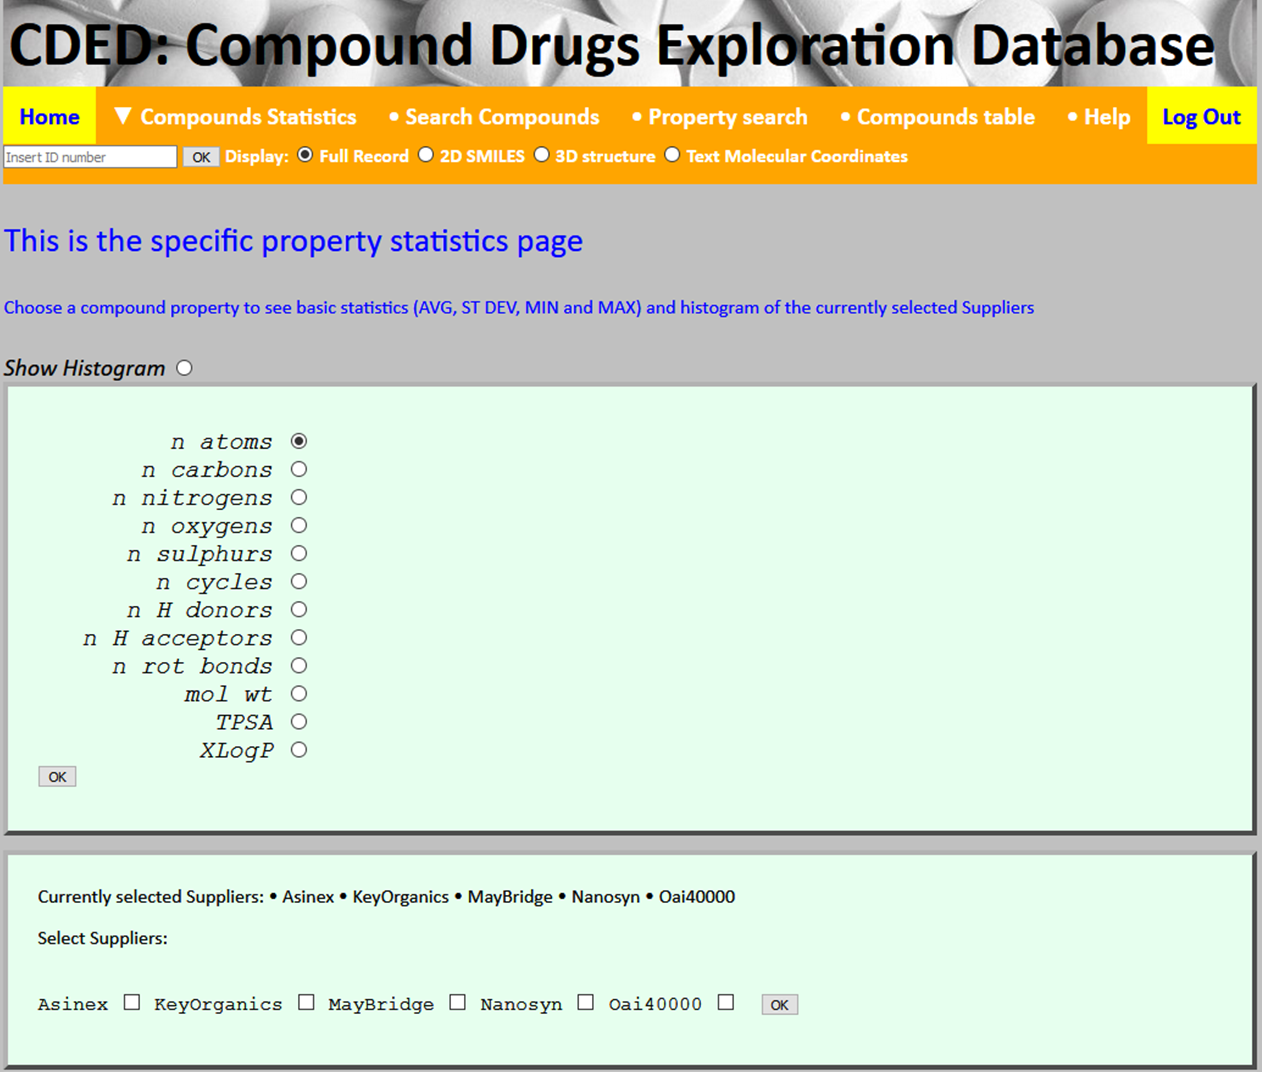 CDED: Compound Drugs Exploration Database
Home ▼ Compounds Statistics • Search Compounds • Property search • Compounds table • Help Log Out
Insert ID number OK Display: Full Record 2D SMILES 3D structure Text Molecular Coordinates
This is the specific property statistics page
Choose a compound property to see basic statistics (AVG, ST DEV, MIN and MAX) and histogram of the currently selected Suppliers
Show Histogram
n atoms
n carbons
n nitrogens
n oxygens
n sulphurs
n cycles
n H donors
n H acceptors
n rot bonds
mol wt
TPSA
XLogP
OK
Currently selected Suppliers: • Asinex • KeyOrganics • MayBridge • Nanosyn • Oai40000
Select Suppliers:
Asinex KeyOrganics MayBridge Nanosyn Oai40000 OK